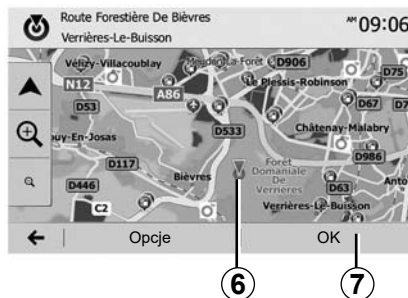 Route Forestière De Bièvres
Verrières-Le-Buisson
AM 09:06
Vélizy-Villacoublay
Meudon-La-Forêt
D906
Le Plessis-Robinson
D75
N12
A86
D53
D67
D7
D533
Châtenay-Malabry
ouy-En-Josas
D986
D117
Forêt
Domaniale
De
Verrières
Bièvres
Anto
D446
D63
C2
Verrières-Le-Buisson
Opcje
OK
6
7